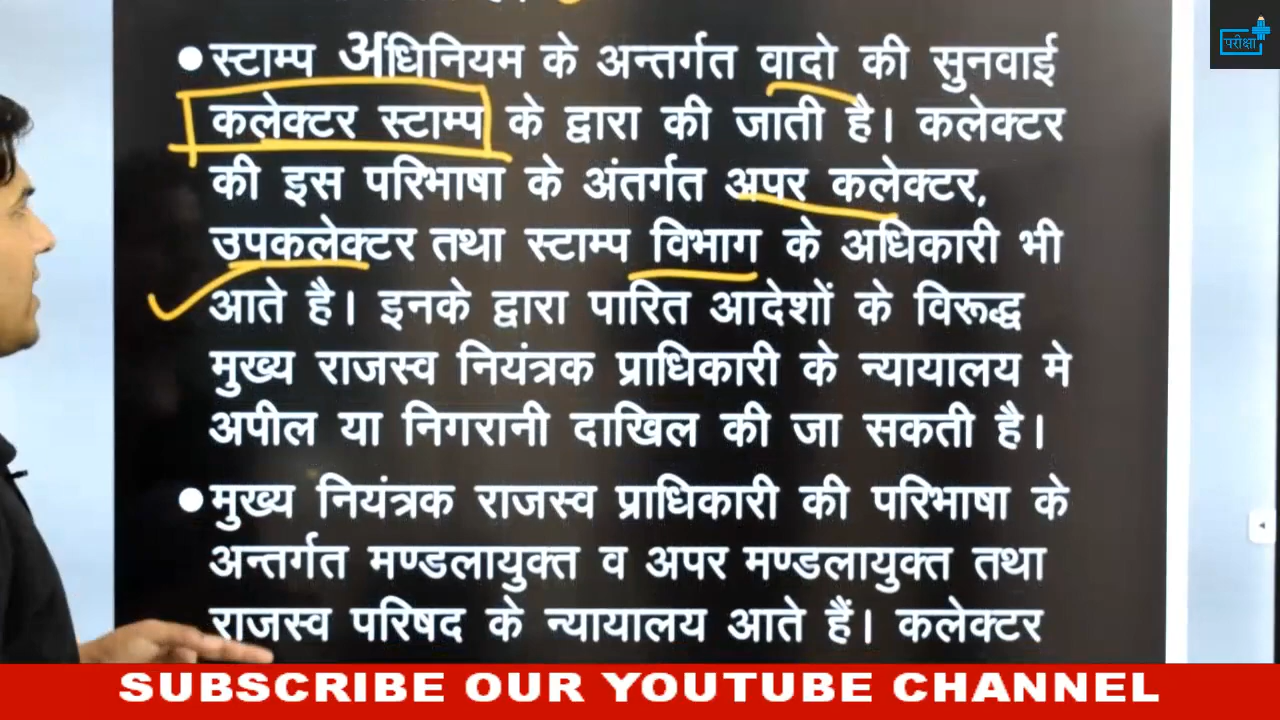 परीक्षा
स्टाम्प अधिनियम के अन्तर्गत वादो की सुनवाई
कलेक्टर स्टाम्प के द्वारा की जाती है। कलेक्टर
की इस परिभाषा के अंतर्गत अपर कलेक्टर,
उपकलेक्टर तथा स्टाम्प विभाग के अधिकारी भी
आते है। इनके द्वारा पारित आदेशों के विरूद्ध
मुख्य राजस्व नियंत्रक प्राधिकारी के न्यायालय मे
अपील या निगरानी दाखिल की जा सकती है।
मुख्य नियंत्रक राजस्व प्राधिकारी की परिभाषा के
अन्तर्गत मण्डलायुक्त व अपर मण्डलायुक्त तथा
राजस्व परिषद के न्यायालय आते हैं। कलेक्टर
SUBSCRIBE OUR YOUTUBE CHANNEL